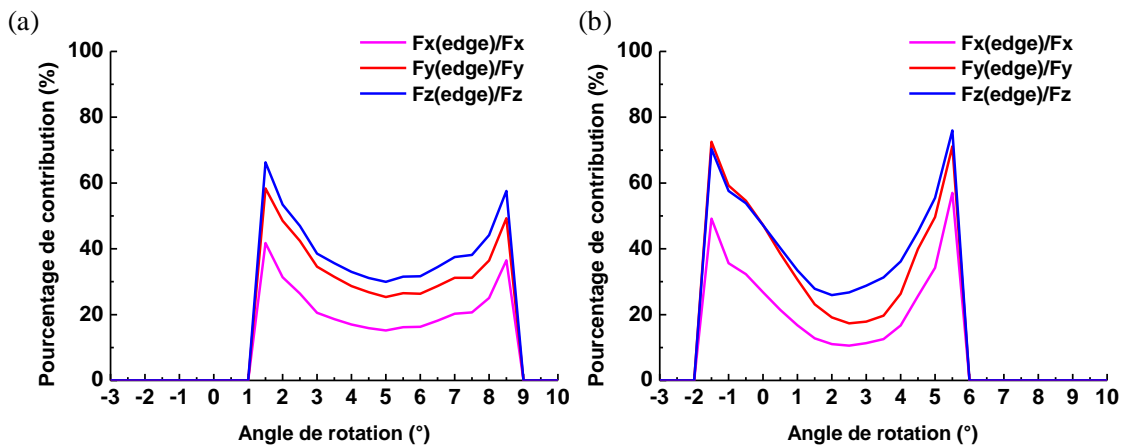 (a)
Fx(edge)/Fx
Fy(edge)/Fy
Fz(edge)/Fz
Pourcentage de contribution (%)
100
80
60
40
20
0
-3 -2 -1 0 1 2 3 4 5 6 7 8 9 10
Angle de rotation (°)
(b)
Fx(edge)/Fx
Fy(edge)/Fy
Fz(edge)/Fz
Pourcentage de contribution (%)
100
80
60
40
20
0
-3 -2 -1 0 1 2 3 4 5 6 7 8 9 10
Angle de rotation (°)